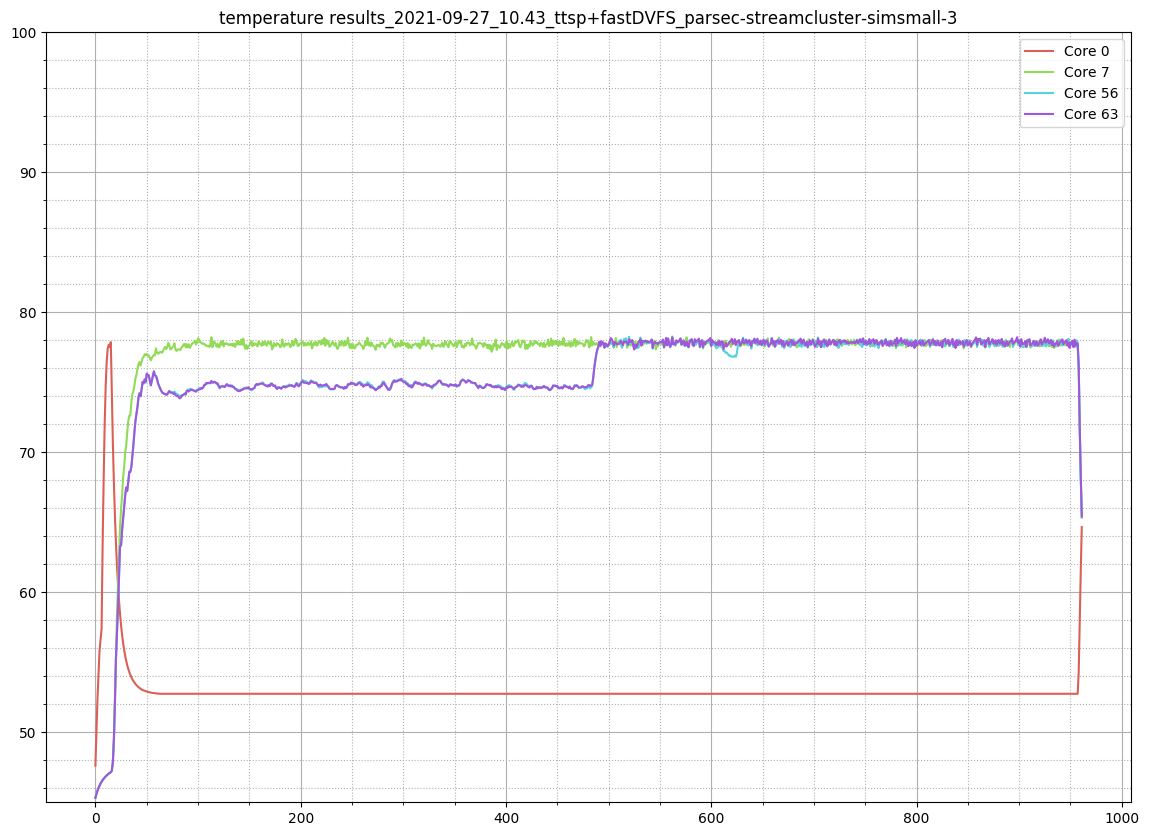 temperature results_2021-09-27_10.43_ttsp+fastDVFS_parsec-streamcluster-simsmall-3
100
90
80
70
60
50
Core 0
Core 7
Core 56
Core 63
0
200
400
600
800
1000